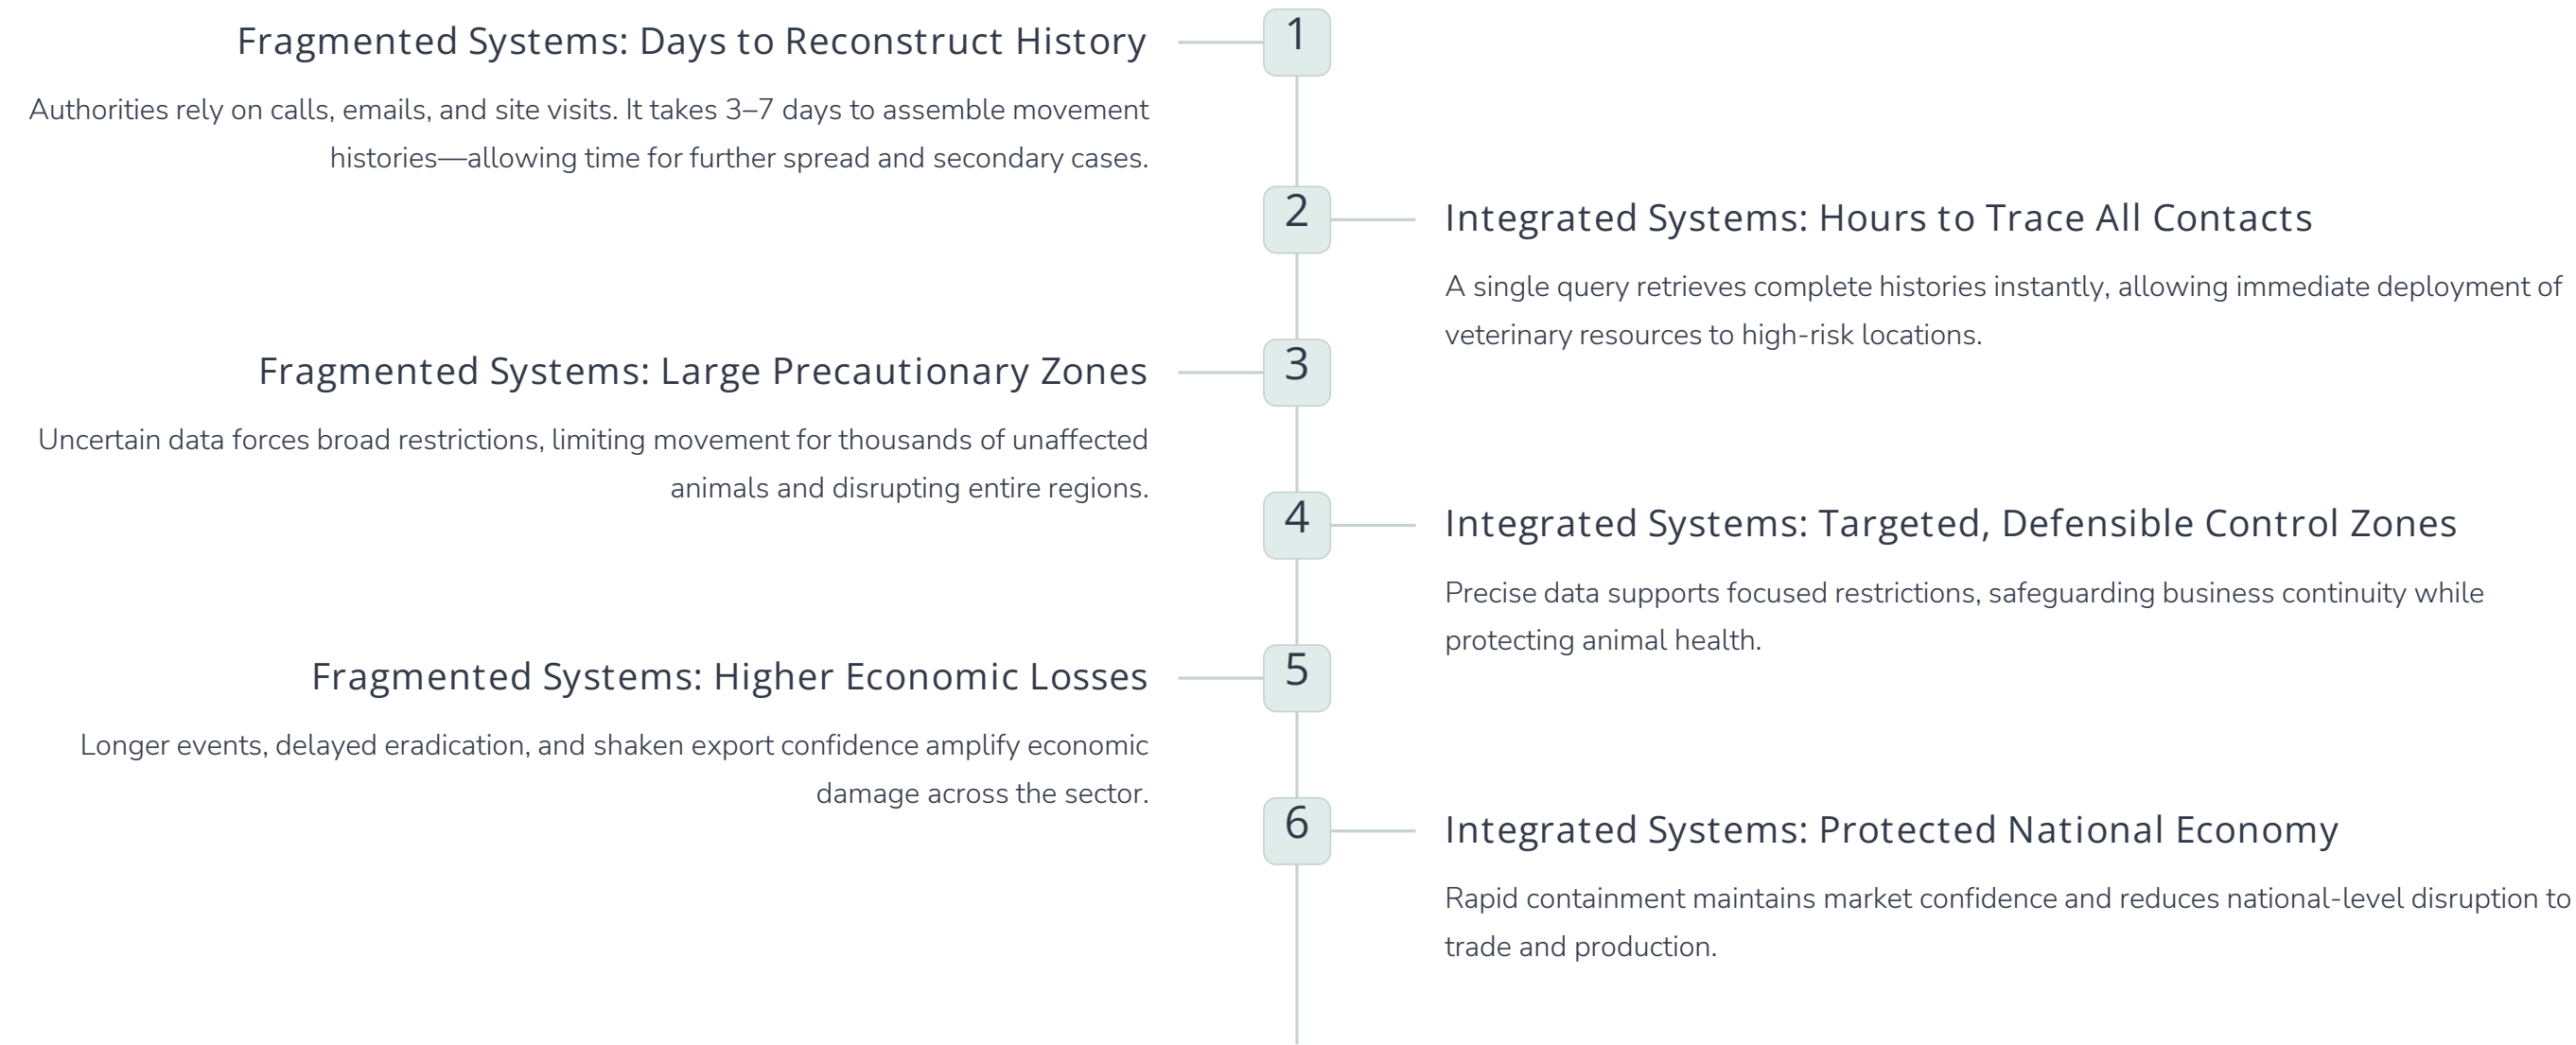 1
Fragmented Systems: Days to Reconstruct History
Authorities rely on calls, emails, and site visits. It takes 3–7 days to assemble movement
histories—allowing time for further spread and secondary cases.
2
Integrated Systems: Hours to Trace All Contacts
A single query retrieves complete histories instantly, allowing immediate deployment of
veterinary resources to high-risk locations.
3
Fragmented Systems: Large Precautionary Zones
Uncertain data forces broad restrictions, limiting movement for thousands of unaffected
animals and disrupting entire regions.
4
Integrated Systems: Targeted, Defensible Control Zones
Precise data supports focused restrictions, safeguarding business continuity while
protecting animal health.
5
Fragmented Systems: Higher Economic Losses
Longer events, delayed eradication, and shaken export confidence amplify economic
damage across the sector.
6
Integrated Systems: Protected National Economy
Rapid containment maintains market confidence and reduces national-level disruption to
trade and production.